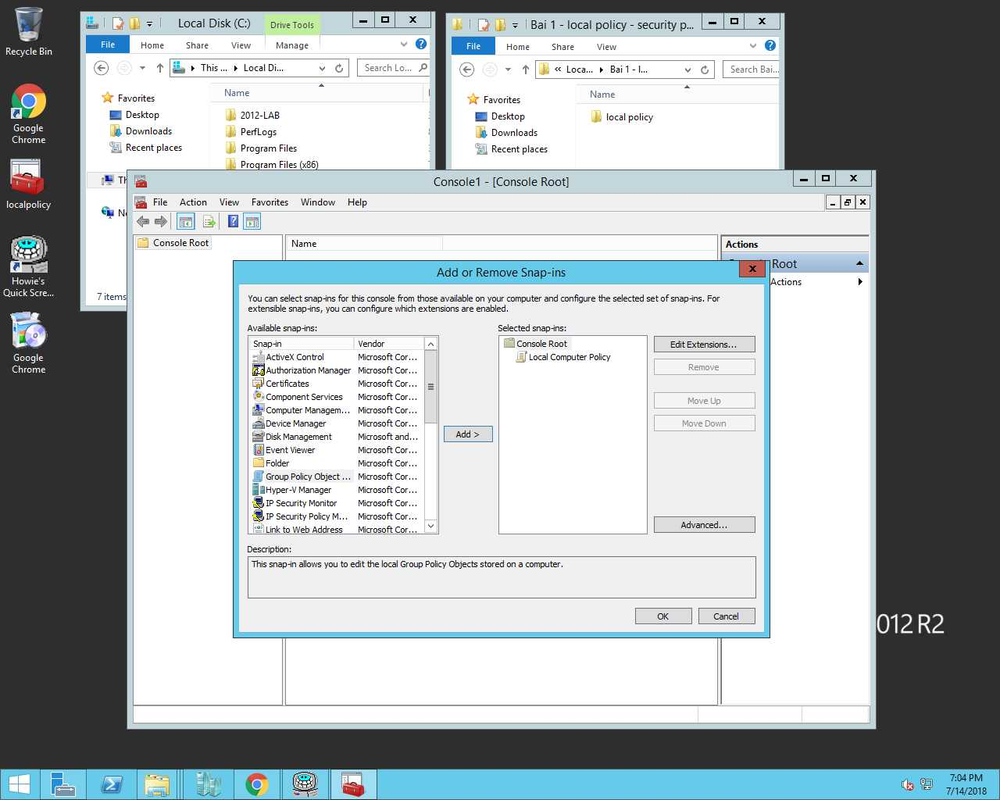 Recycle Bin
Google
Chrome
localpolicy
Howie's
Quick Scre...
Google
Chrome
Local Disk (C:)
Drive Tools
File
Home
Share
View
Manage
This ...
Local Di...
Search Lo...
Favorites
Desktop
Downloads
Recent places
Name
2012-LAB
PerfLogs
Program Files
Program Files (x86)
7 items
Bai 1 - local policy - security p...
File
Home
Share
View
« Loca...
Bai 1 - l...
Search Bai...
Favorites
Desktop
Downloads
Recent places
Name
local policy
Console1 - [Console Root]
File
Action
View
Favorites
Window
Help
Console Root
Name
Actions
Root
Actions
Add or Remove Snap-ins
You can select snap-ins for this console from those available on your computer and configure the selected set of snap-ins. For
extensible snap-ins, you can configure which extensions are enabled.
Available snap-ins:
Snap-in Vendor
ActiveX Control Microsoft Cor...
Authorization Manager Microsoft Cor...
Certificates Microsoft Cor...
Component Services Microsoft Cor...
Computer Managem... Microsoft Cor...
Device Manager Microsoft Cor...
Disk Management Microsoft and...
Event Viewer Microsoft Cor...
Folder Microsoft Cor...
Group Policy Object ... Microsoft Cor...
Hyper-V Manager Microsoft Cor...
IP Security Monitor Microsoft Cor...
IP Security Policy M... Microsoft Cor...
Link to Web Address Microsoft Cor...
Add >
Selected snap-ins:
Console Root
Local Computer Policy
Edit Extensions...
Remove
Move Up
Move Down
Advanced...
Description:
This snap-in allows you to edit the local Group Policy Objects stored on a computer.
OK
Cancel
012 R2
7:04 PM
7/14/2018